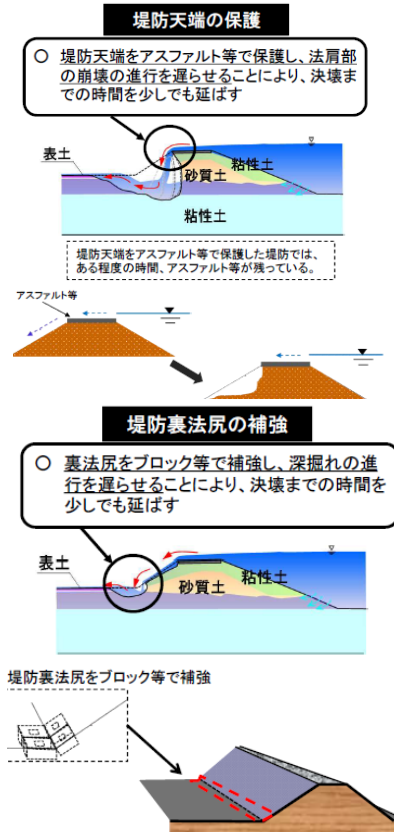 堤防天端の保護
○ 堤防天端をアスファルト等で保護し、法肩部
の崩壊の進行を遅らせることにより、決壊ま
での時間を少しでも延ばす
表土
粘性土
砂質土
粘性土
堤防天端をアスファルト等で保護した堤防では、
ある程度の時間、アスファルト等が残っている。
アスファルト等
堤防裏法尻の補強
○ 裏法尻をブロック等で補強し、深掘れの進
行を遅らせることにより、決壊までの時間を
少しでも延ばす
表土
粘性土
砂質土
堤防裏法尻をブロック等で補強